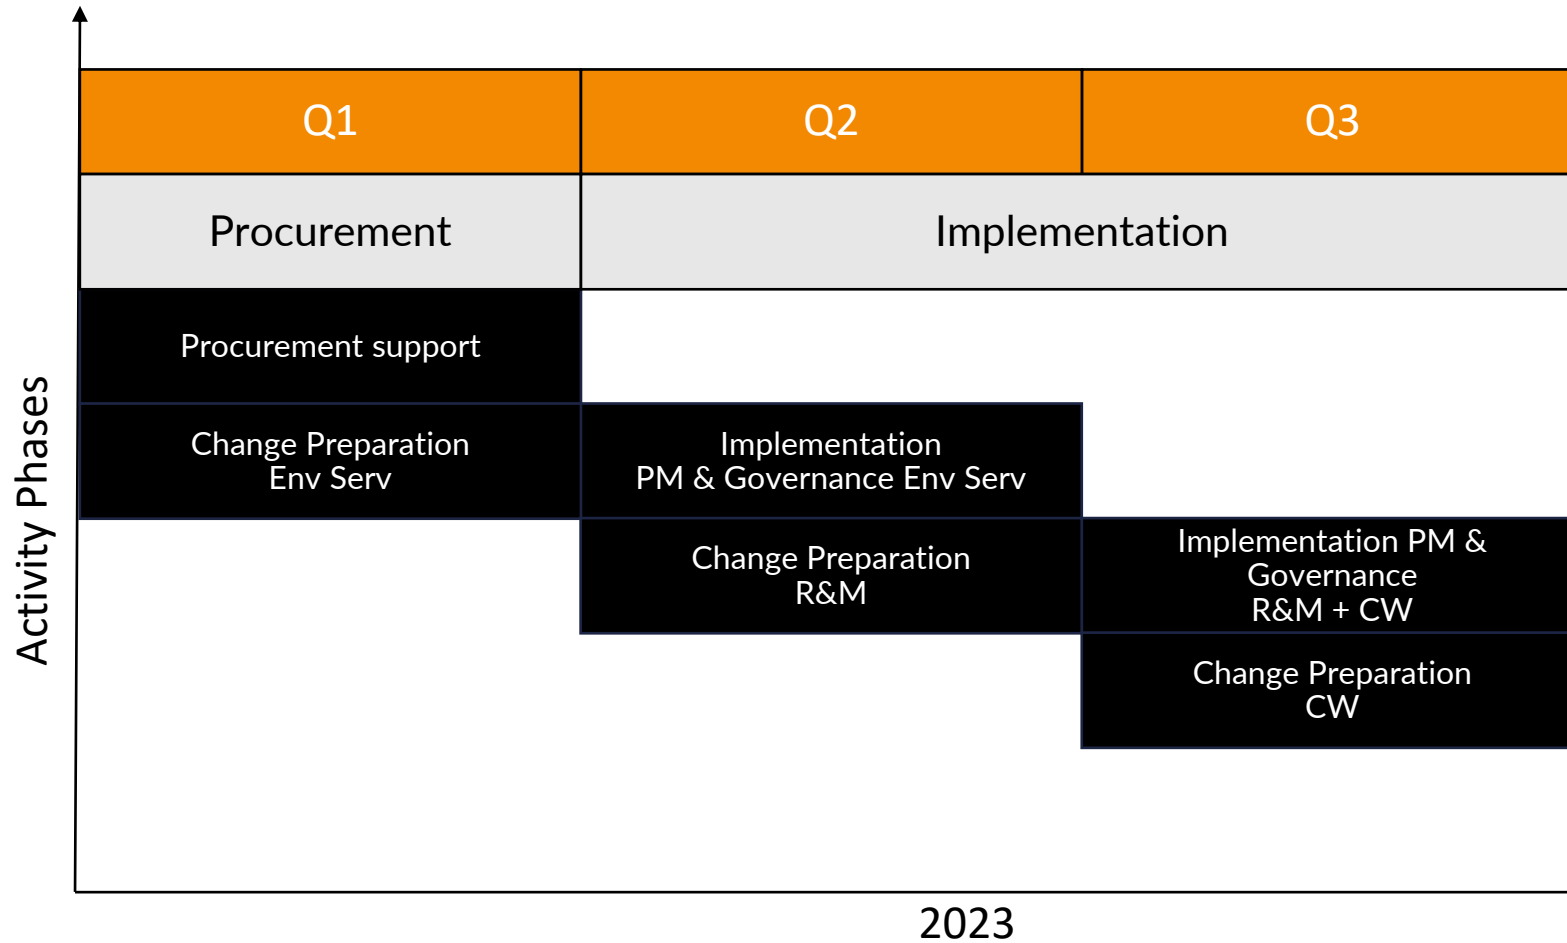 Q1
Q2
Q3
Procurement
Implementation
Procurement support
Change Preparation
Env Serv
Implementation
PM & Governance Env Serv
Change Preparation
R&M
Implementation PM &
Governance
R&M + CW
Change Preparation
CW
Activity Phases
2023